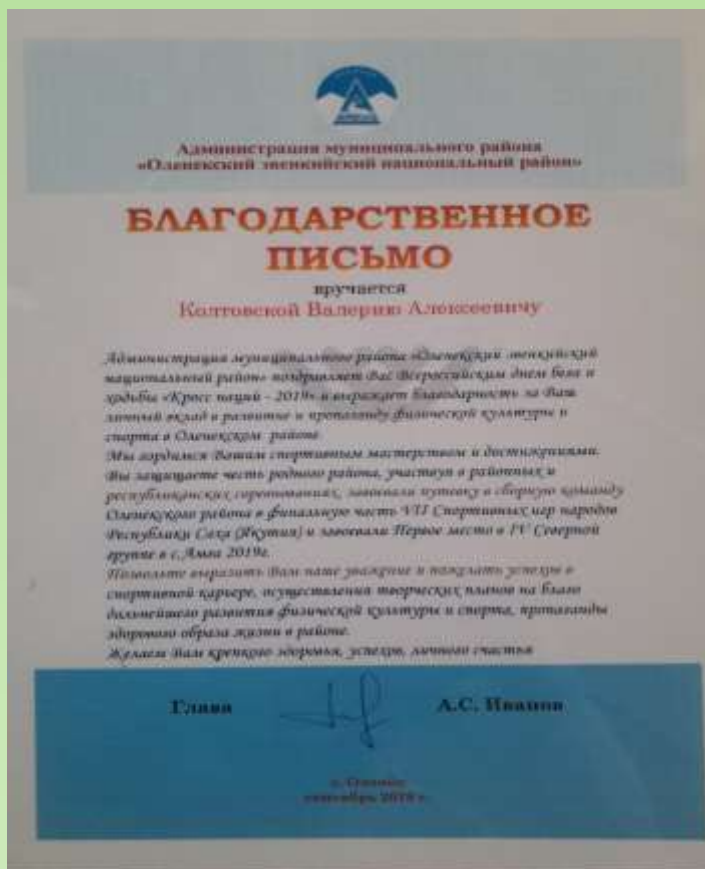 Администрация муниципального района
«Оленекский эвенкийский национальный район»
БЛАГОДАРСТВЕННОЕ
ПИСЬМО
вручается
Колтовской Валерию Алексеевичу
Администрация муниципального района «Оленекский эвенкийский
национальный район» поздравляет Вас Всероссийским днем бега и
ходьбы «Кросс наций - 2019» и выражает благодарность за Ваш
личный вклад в развитие и пропаганду физической культуры и
спорта в Оленекском районе.
Мы гордимся Вашим спортивным мастерством и достижениями.
Вы защищаете честь родного района, участвуя в районных и
республиканских соревнованиях, завоевали путевку в сборную команду
Оленекского района в финальную часть VII Спортивных игр народов
Республики Саха (Якутия) и завоевали Первое место в IV Северной
группе в с.Амга 2019г.
Позвольте выразить Вам наше уважение и пожелать успехов в
спортивной карьере, осуществления творческих планов на благо
дальнейшего развития физической культуры и спорта, пропаганды
здорового образа жизни в районе.
Желаем Вам крепкого здоровья, успехов, личного счастья
Глава А.С. Иванов
с. Оленек
сентябрь 2019 г.